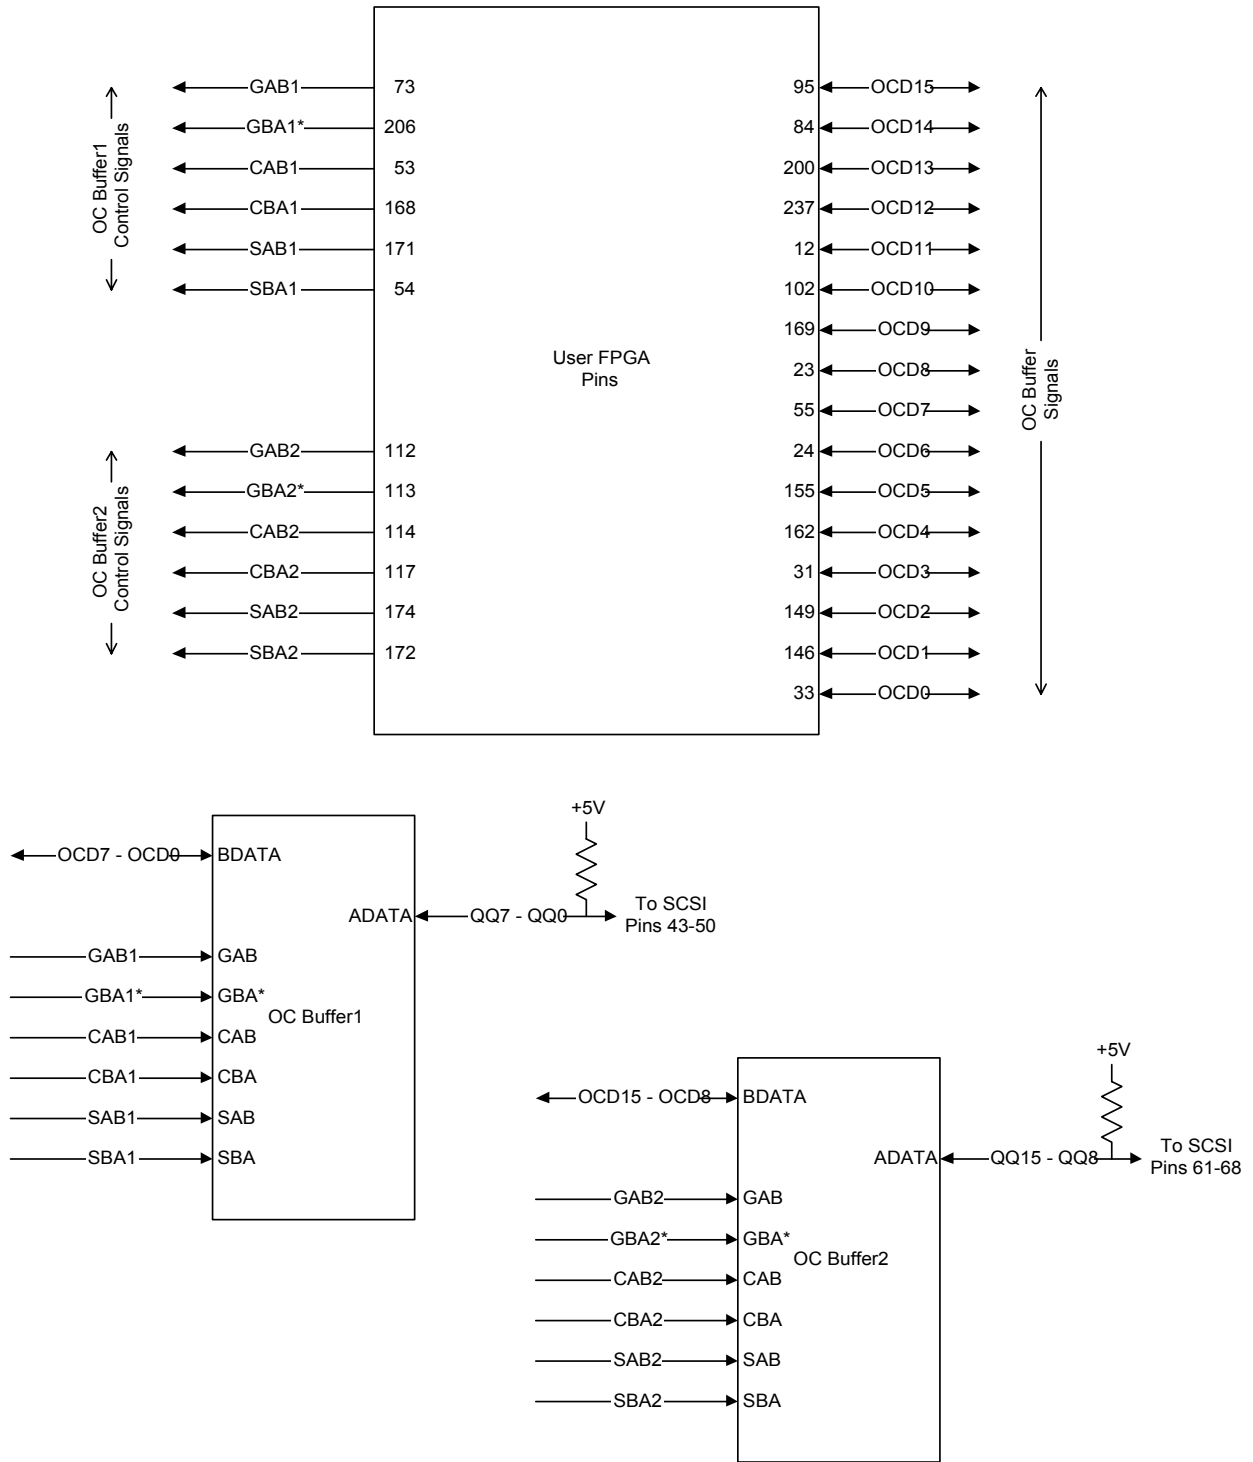 GAB1 73 95 OCD15
GBA1* 206 84 OCD14
CAB1 53 200 OCD13
CBA1 168 237 OCD12
SAB1 171 12 OCD11
SBA1 54 102 OCD10
OC Buffer1
Control Signals
169 OCD9
User FPGA
Pins
23 OCD8
55 OCD7
OC Buffer
Signals
GAB2 112 24 OCD6
GBA2* 113 155 OCD5
CAB2 114 162 OCD4
CBA2 117 31 OCD3
SAB2 174 149 OCD2
SBA2 172 146 OCD1
OC Buffer2
Control Signals
33 OCD0
+5V
OCD7 - OCD0 BDATA
ADATA QQ7 - QQ0
To SCSI
Pins 43-50
GAB1 GAB
GBA1* GBA*
OC Buffer1
CAB1 CAB
CBA1 CBA
SAB1 SAB
SBA1 SBA
+5V
OCD15 - OCD8 BDATA
ADATA QQ15 - QQ8
To SCSI
Pins 61-68
GAB2 GAB
GBA2* GBA*
OC Buffer2
CAB2 CAB
CBA2 CBA
SAB2 SAB
SBA2 SBA